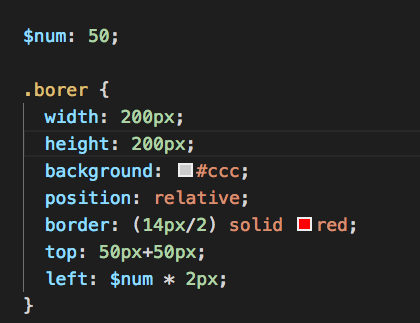 $num: 50;
.borer {
width: 200px;
height: 200px;
background: #ccc;
position: relative;
border: (14px/2) solid red;
top: 50px+50px;
left: $num * 2px;
}